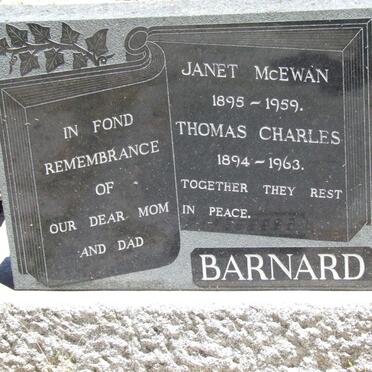 IN FOND
REMEMBRANCE
OF
OUR DEAR MOM
AND DAD
JANET McEWAN
1895 - 1959.
THOMAS CHARLES
1894 - 1963.
TOGETHER THEY REST
IN PEACE.
BARNARD